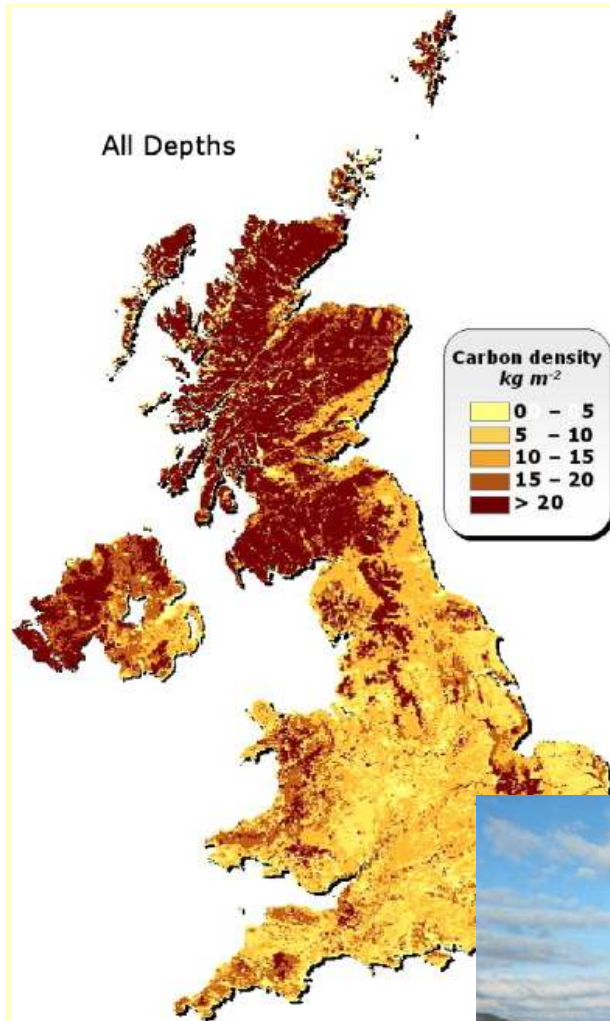 All Depths
Carbon density
kg m⁻²
0 – 5
5 – 10
10 – 15
15 – 20
> 20